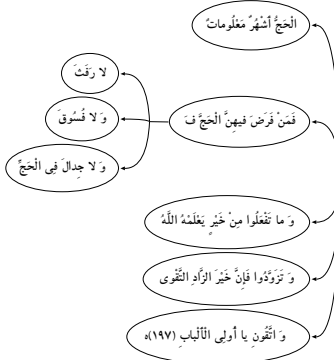 الْحَجُّ أَشْهُرٌ مَعْلُوماتٌ
فَمَنْ فَرَضَ فيهِنَّ الْحَجَّ فَ
لا رَفَثَ
وَ لا فُسُوقَ
وَ لا جِدالَ فِی الْحَجِّ
وَ ما تَفْعَلُوا مِنْ خَيْرٍ يَعْلَمْهُ اللَّهُ
وَ تَزَوَّدُوا فَإِنَّ خَيْرَ الزَّادِ التَّقْوى
وَ اتَّقُونِ يا أُولِی الْأَلْبابِ (١٩٧)ه